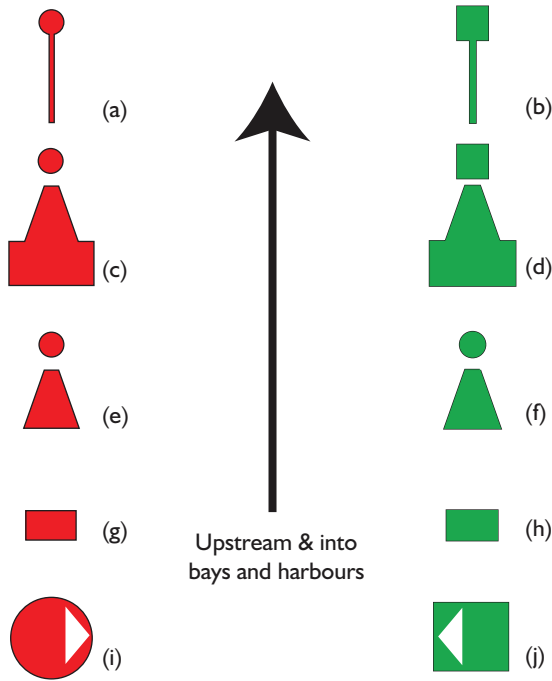 (a)
(b)
(c)
(d)
(e)
(f)
(g)
(h)
Upstream & into
bays and harbours
(i)
(j)